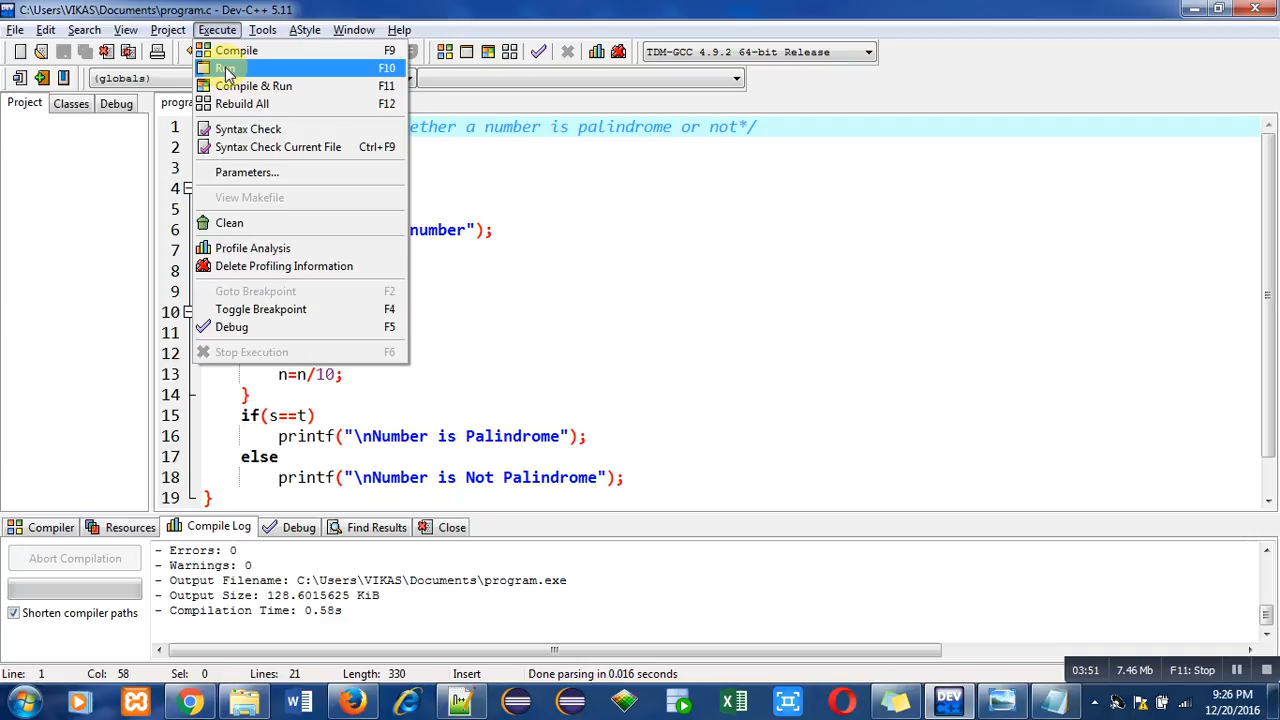 C:\Users\VIKAS\Documents\program.c - Dev-C++ 5.11
File Edit Search View Project Execute Tools AStyle Window Help
TDM-GCC 4.9.2 64-bit Release
(globals)
Compile F9
Run F10
Compile & Run F11
Rebuild All F12
Syntax Check
Syntax Check Current File Ctrl+F9
Parameters...
View Makefile
Clean
Profile Analysis
Delete Profiling Information
Goto Breakpoint F2
Toggle Breakpoint F4
Debug F5
Stop Execution F6
Project Classes Debug progra
1 ether a number is palindrome or not*/
2
3
4
5
6 number");
7
8
9
10
11
12
13 n=n/10;
14 }
15 if(s==t)
16 printf("\nNumber is Palindrome");
17 else
18 printf("\nNumber is Not Palindrome");
19 }
Compiler Resources Compile Log Debug Find Results Close
Abort Compilation
Shorten compiler paths
- Errors: 0
- Warnings: 0
- Output Filename: C:\Users\VIKAS\Documents\program.exe
- Output Size: 128.6015625 KiB
- Compilation Time: 0.58s
Line: 1 Col: 58 Sel: 0 Lines: 21 Length: 330 Insert Done parsing in 0.016 seconds
03:51 7.46 Mb F11: Stop
DEV
9:26 PM
12/20/2016